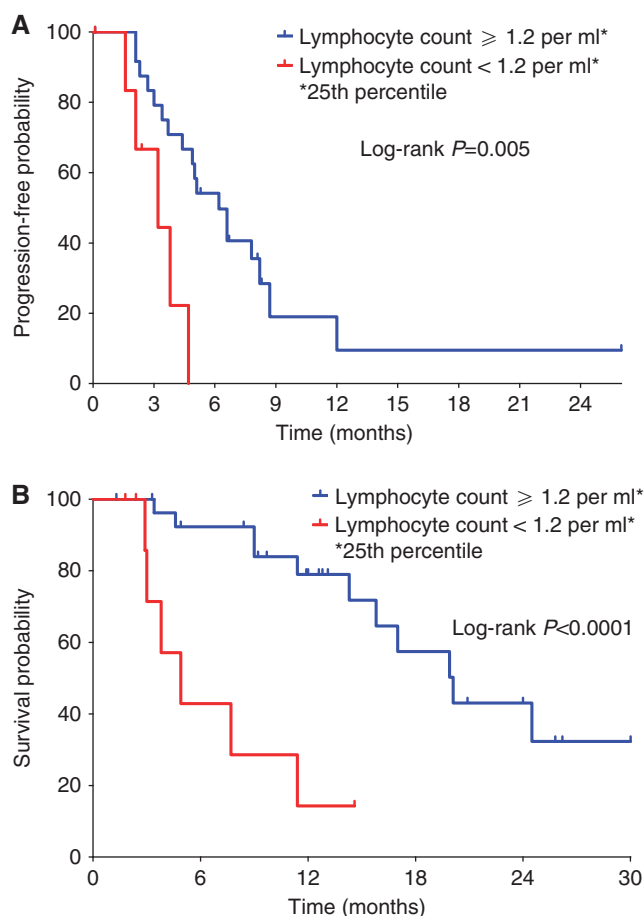 A
Lymphocyte count ⩾ 1.2 per ml*
Lymphocyte count < 1.2 per ml*
*25th percentile
Log-rank P=0.005
Progression-free probability
100
80
60
40
20
0
0 3 6 9 12 15 18 21 24
Time (months)
B
Lymphocyte count ⩾ 1.2 per ml*
Lymphocyte count < 1.2 per ml*
*25th percentile
Log-rank P<0.0001
Survival probability
100
80
60
40
20
0
0 6 12 18 24 30
Time (months)